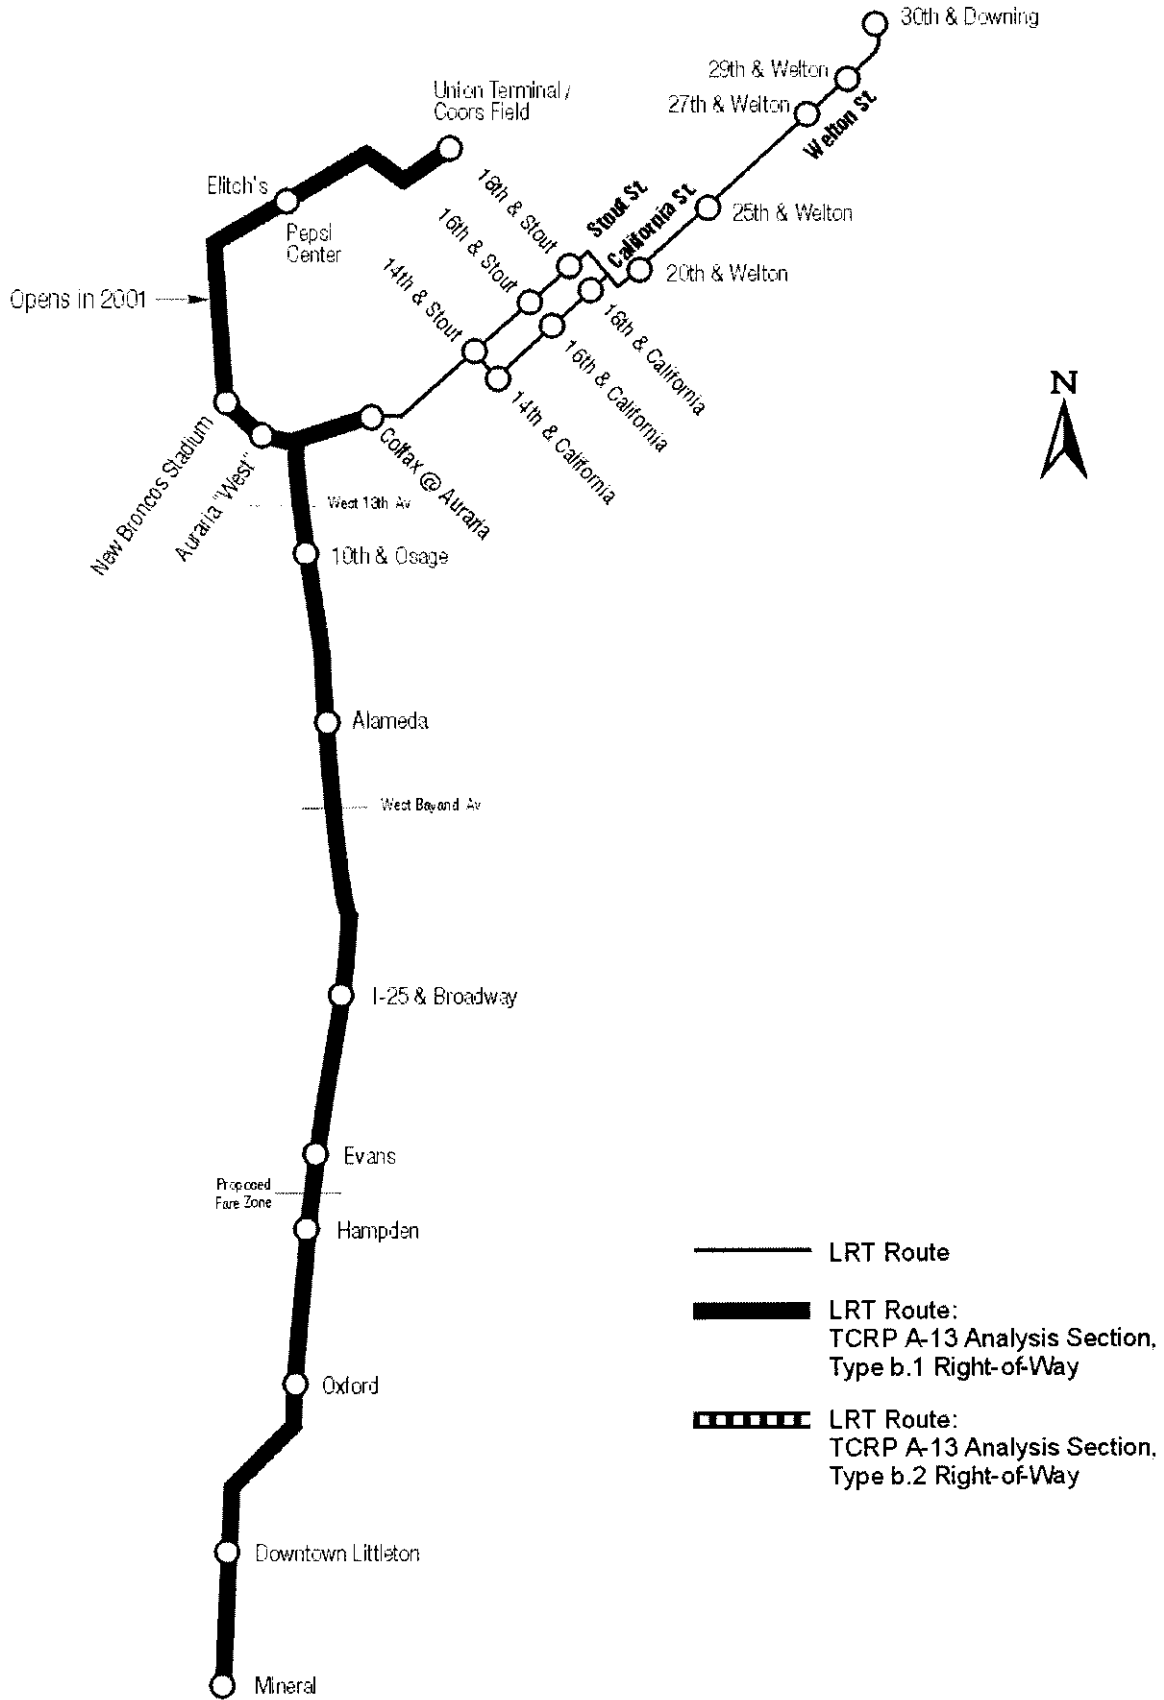 30th & Downing
29th & Welton
27th & Welton
Welton St.
Union Terminal /
Coors Field
Elitch's
Pepsi
Center
18th & Stout
16th & Stout
14th & Stout
Stout St.
California St.
25th & Welton
20th & Welton
Opens in 2001
16th & California
16th & California
14th & California
N
New Broncos Stadium
Auraria "West"
Colfax @ Auraria
West 13th Av
10th & Osage
Alameda
West Bayand Av
I-25 & Broadway
Evans
Proposed
Fare Zone
Hampden
LRT Route
LRT Route:
TCRP A-13 Analysis Section,
Type b.1 Right-of-Way
Oxford
LRT Route:
TCRP A-13 Analysis Section,
Type b.2 Right-of-Way
Downtown Littleton
Mineral